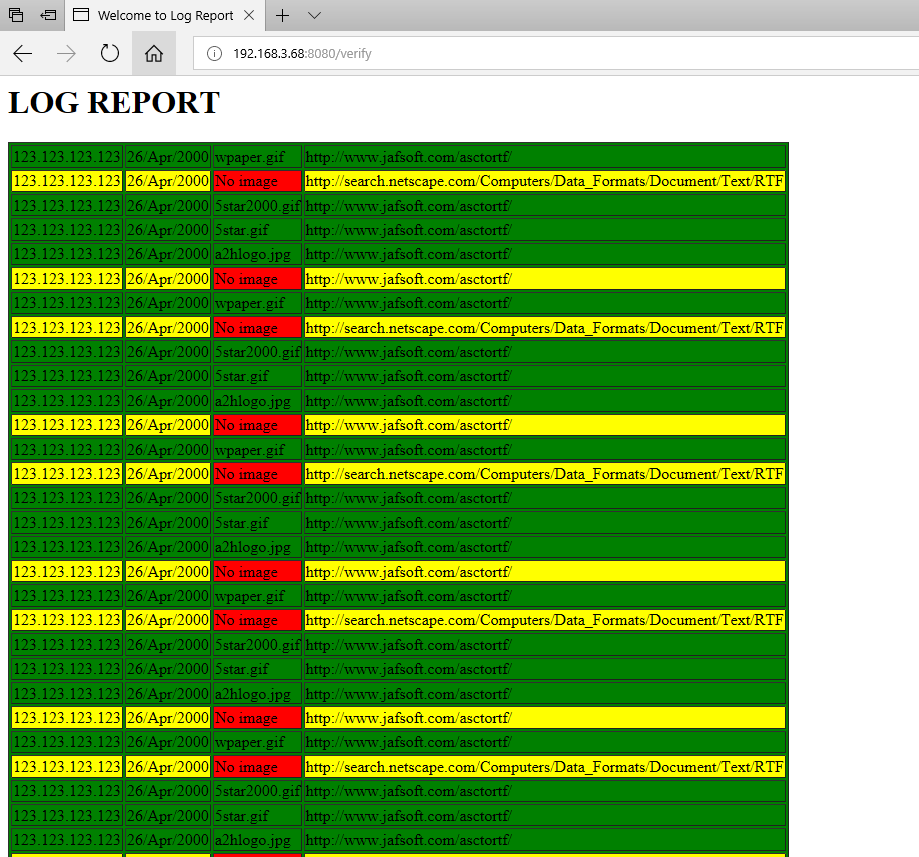 Welcome to Log Report
192.168.3.68:8080/verify
LOG REPORT
123.123.123.123 26/Apr/2000 wpaper.gif http://www.jafsoft.com/asctortf/
123.123.123.123 26/Apr/2000 No image http://search.netscape.com/Computers/Data_Formats/Document/Text/RTF
123.123.123.123 26/Apr/2000 5star2000.gif http://www.jafsoft.com/asctortf/
123.123.123.123 26/Apr/2000 5star.gif http://www.jafsoft.com/asctortf/
123.123.123.123 26/Apr/2000 a2hlogo.jpg http://www.jafsoft.com/asctortf/
123.123.123.123 26/Apr/2000 No image http://www.jafsoft.com/asctortf/
123.123.123.123 26/Apr/2000 wpaper.gif http://www.jafsoft.com/asctortf/
123.123.123.123 26/Apr/2000 No image http://search.netscape.com/Computers/Data_Formats/Document/Text/RTF
123.123.123.123 26/Apr/2000 5star2000.gif http://www.jafsoft.com/asctortf/
123.123.123.123 26/Apr/2000 5star.gif http://www.jafsoft.com/asctortf/
123.123.123.123 26/Apr/2000 a2hlogo.jpg http://www.jafsoft.com/asctortf/
123.123.123.123 26/Apr/2000 No image http://www.jafsoft.com/asctortf/
123.123.123.123 26/Apr/2000 wpaper.gif http://www.jafsoft.com/asctortf/
123.123.123.123 26/Apr/2000 No image http://search.netscape.com/Computers/Data_Formats/Document/Text/RTF
123.123.123.123 26/Apr/2000 5star2000.gif http://www.jafsoft.com/asctortf/
123.123.123.123 26/Apr/2000 5star.gif http://www.jafsoft.com/asctortf/
123.123.123.123 26/Apr/2000 a2hlogo.jpg http://www.jafsoft.com/asctortf/
123.123.123.123 26/Apr/2000 No image http://www.jafsoft.com/asctortf/
123.123.123.123 26/Apr/2000 wpaper.gif http://www.jafsoft.com/asctortf/
123.123.123.123 26/Apr/2000 No image http://search.netscape.com/Computers/Data_Formats/Document/Text/RTF
123.123.123.123 26/Apr/2000 5star2000.gif http://www.jafsoft.com/asctortf/
123.123.123.123 26/Apr/2000 5star.gif http://www.jafsoft.com/asctortf/
123.123.123.123 26/Apr/2000 a2hlogo.jpg http://www.jafsoft.com/asctortf/
123.123.123.123 26/Apr/2000 No image http://www.jafsoft.com/asctortf/
123.123.123.123 26/Apr/2000 wpaper.gif http://www.jafsoft.com/asctortf/
123.123.123.123 26/Apr/2000 No image http://search.netscape.com/Computers/Data_Formats/Document/Text/RTF
123.123.123.123 26/Apr/2000 5star2000.gif http://www.jafsoft.com/asctortf/
123.123.123.123 26/Apr/2000 5star.gif http://www.jafsoft.com/asctortf/
123.123.123.123 26/Apr/2000 a2hlogo.jpg http://www.jafsoft.com/asctortf/